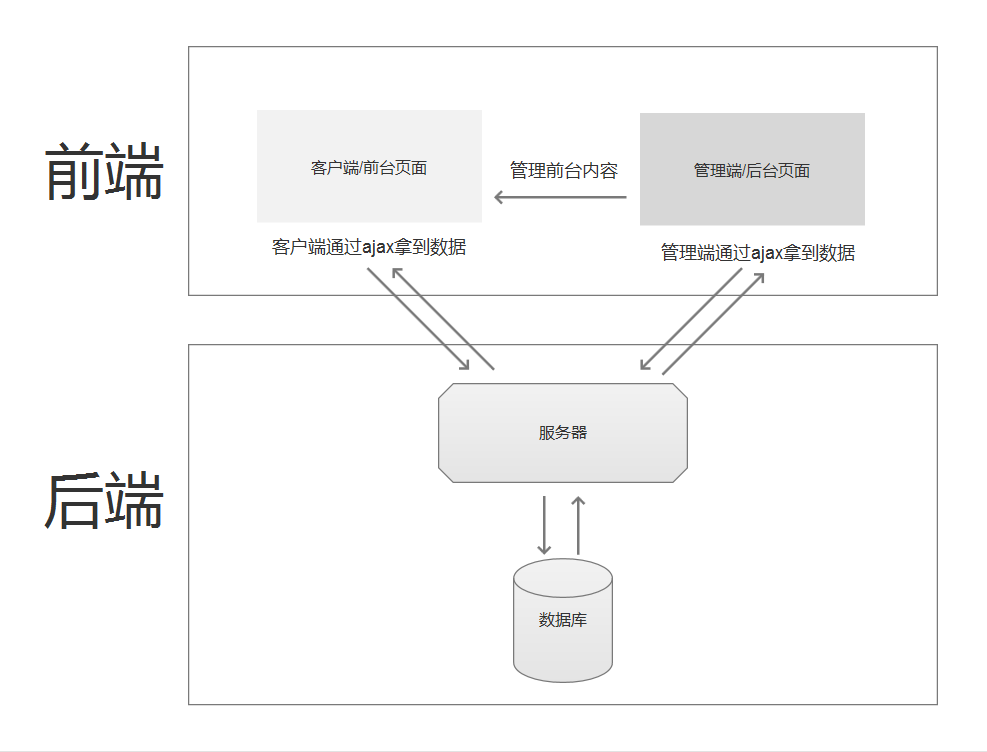 前端
客户端/前台页面
管理前台内容
管理端/后台页面
客户端通过ajax拿到数据
管理端通过ajax拿到数据
后端
服务器
数据库